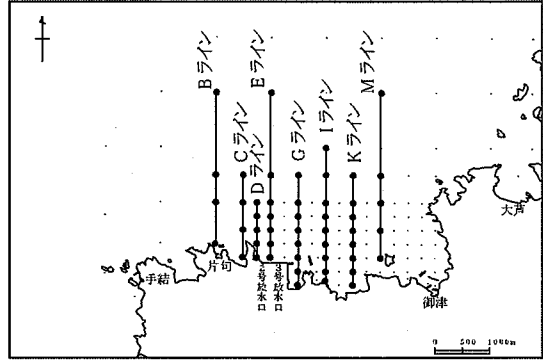 Bライン
Cライン
Dライン
Eライン
Gライン
Iライン
Kライン
Mライン
大芦
手結
片句
2号放水口
3号放水口
御津
0 500 1000m